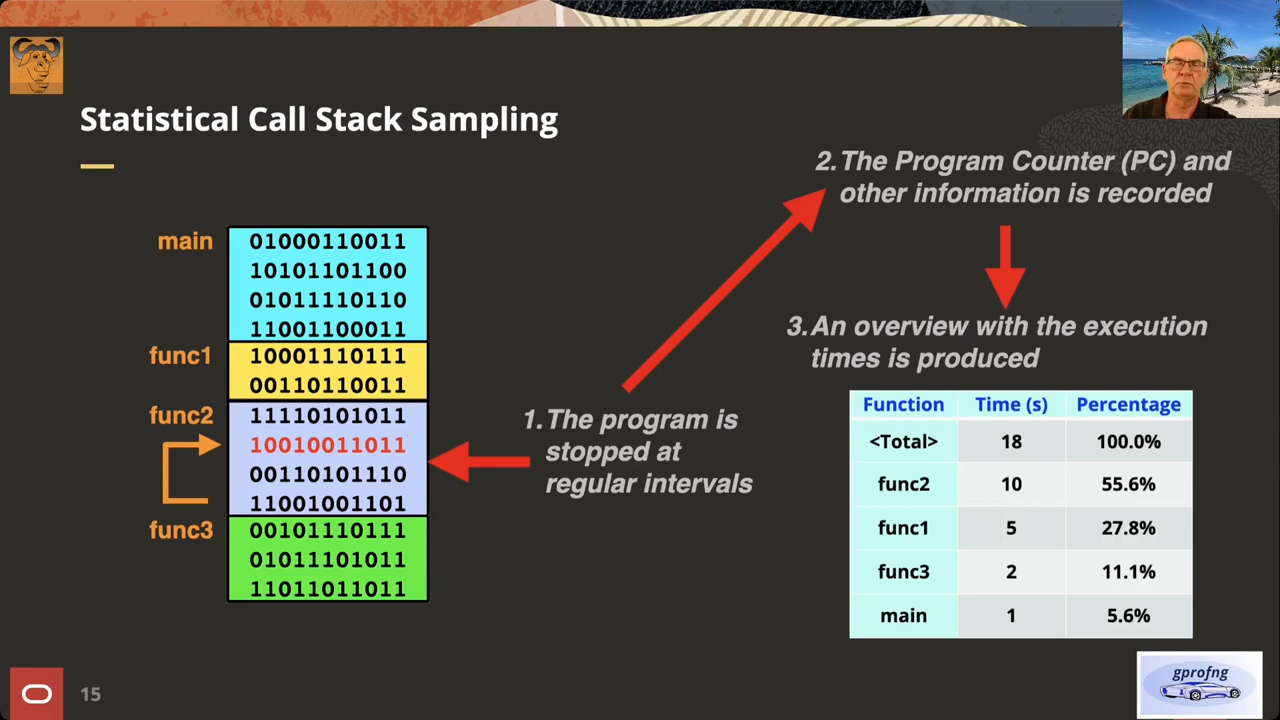 Statistical Call Stack Sampling
main
01000110011
10101101100
01011110110
11001100011
func1
10001110111
00110110011
func2
11110101011
10010011011
00110101110
11001001101
func3
00101110111
01011101011
11011011011
1. The program is
stopped at
regular intervals
2. The Program Counter (PC) and
other information is recorded
3. An overview with the execution
times is produced
Function Time (s) Percentage
<Total> 18 100.0%
func2 10 55.6%
func1 5 27.8%
func3 2 11.1%
main 1 5.6%
15
gprofng